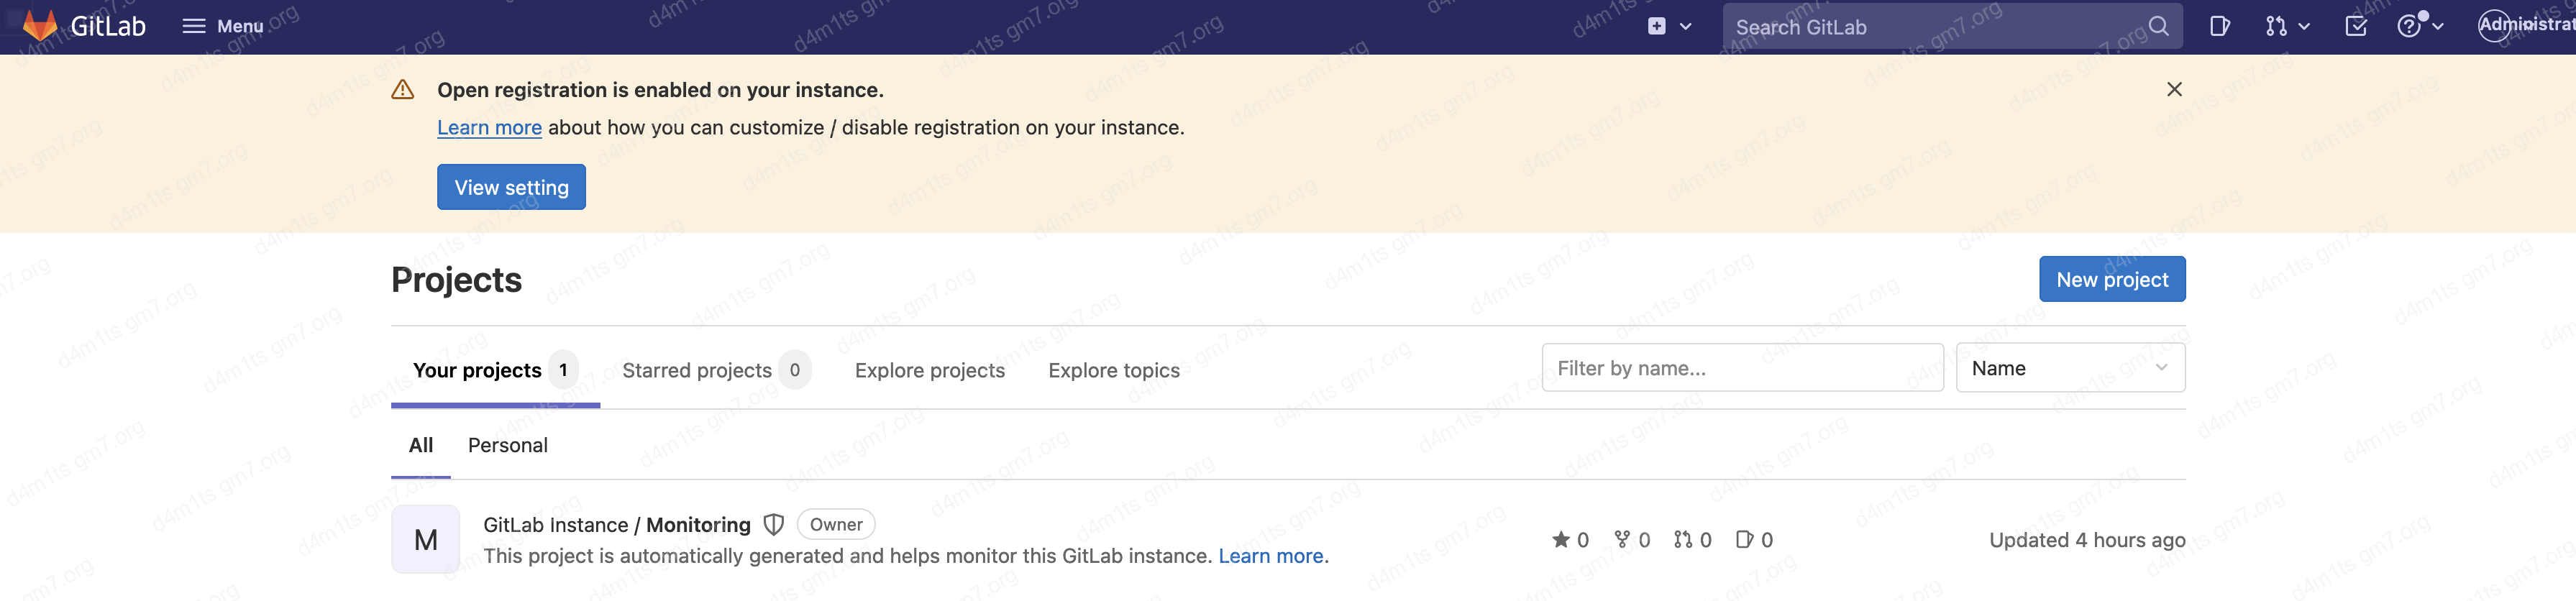 GitLab Menu Search GitLab Administrat
Open registration is enabled on your instance.
Learn more about how you can customize / disable registration on your instance.
View setting
Projects New project
Your projects 1 Starred projects 0 Explore projects Explore topics Filter by name... Name
All Personal
M GitLab Instance / Monitoring Owner 0 0 0 0 Updated 4 hours ago
This project is automatically generated and helps monitor this GitLab instance. Learn more.
d4m1ts gm7.org